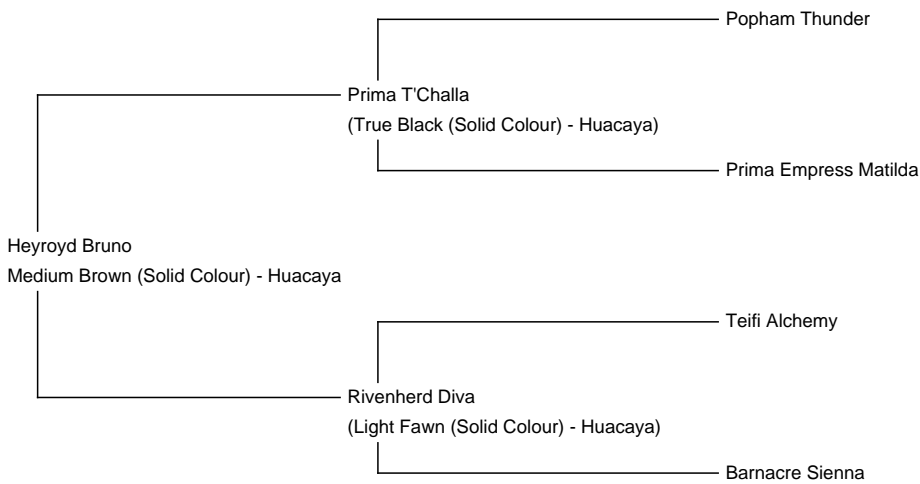 Popham Thunder
Prima T'Challa
(True Black (Solid Colour) - Huacaya)
Prima Empress Matilda
Heyroyd Bruno
Medium Brown (Solid Colour) - Huacaya
Teifi Alchemy
Rivenherd Diva
(Light Fawn (Solid Colour) - Huacaya)
Barnacre Sienna